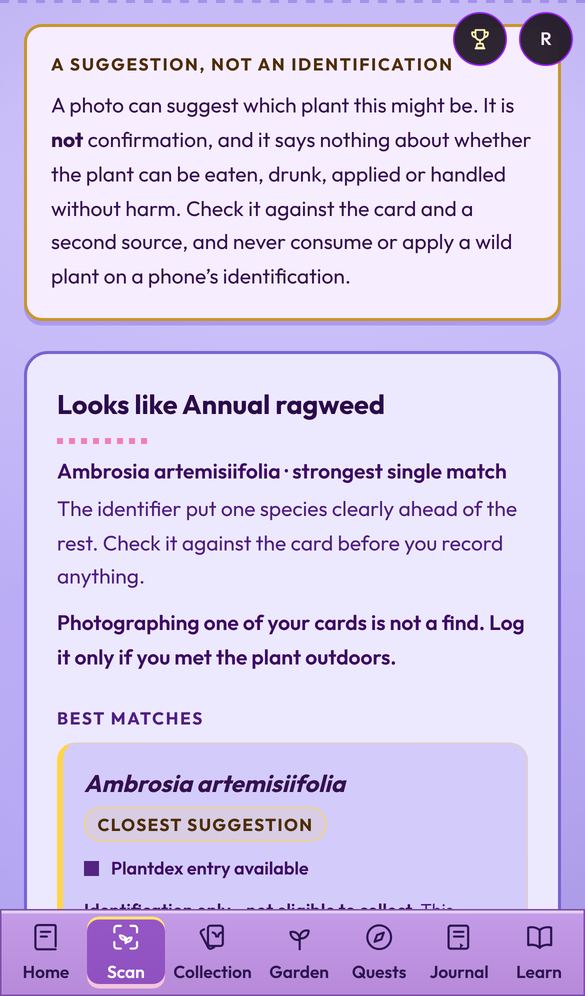 R
A SUGGESTION, NOT AN IDENTIFICATION
A photo can suggest which plant this might be. It is
not confirmation, and it says nothing about whether
the plant can be eaten, drunk, applied or handled
without harm. Check it against the card and a
second source, and never consume or apply a wild
plant on a phone’s identification.
Looks like Annual ragweed
Ambrosia artemisiifolia · strongest single match
The identifier put one species clearly ahead of the
rest. Check it against the card before you record
anything.
Photographing one of your cards is not a find. Log
it only if you met the plant outdoors.
BEST MATCHES
Ambrosia artemisiifolia
CLOSEST SUGGESTION
Plantdex entry available
Home Scan Collection Garden Quests Journal Learn